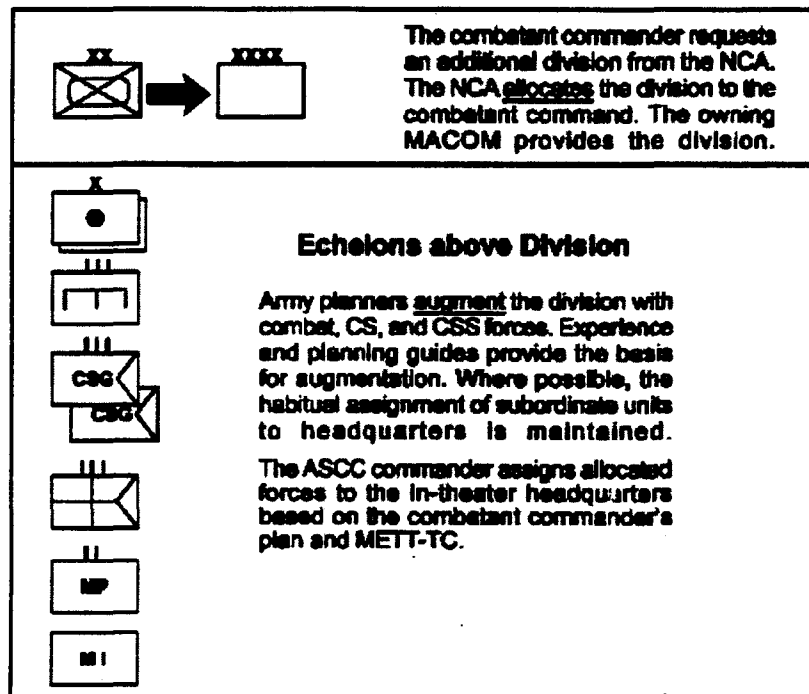 XX
XXXX
The combatant commander requests
an additional division from the NCA.
The NCA allocates the division to the
combatant command. The owning
MACOM provides the division.
X
III
III
CSG
CSG
III
II
MP
MI
Echelons above Division
Army planners augment the division with
combat, CS, and CSS forces. Experience
and planning guides provide the basis
for augmentation. Where possible, the
habitual assignment of subordinate units
to headquarters is maintained.
The ASCC commander assigns allocated
forces to the in-theater headquarters
based on the combatant commander's
plan and METT-TC.